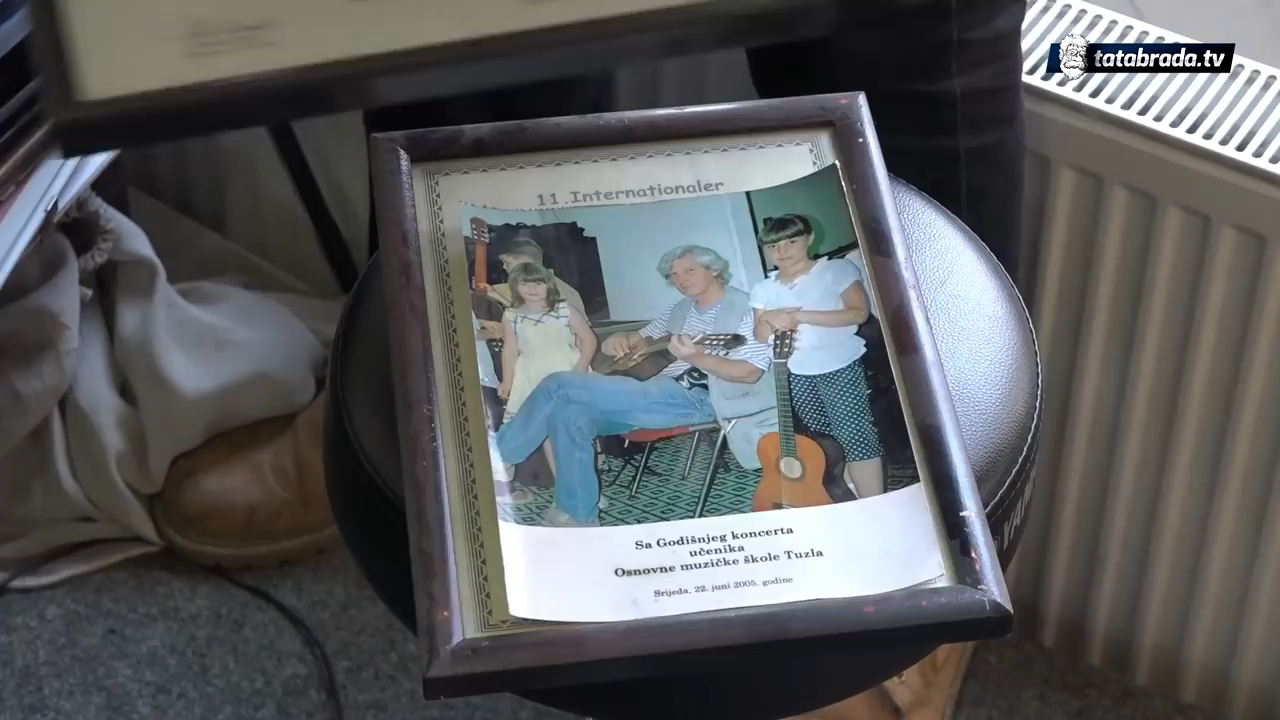 tatabrada.tv
11. Internationaler
Sa Godišnjeg koncerta
učenika
Osnovne muzičke škole Tuzla
Srijeda, 22. juni 2005. godine